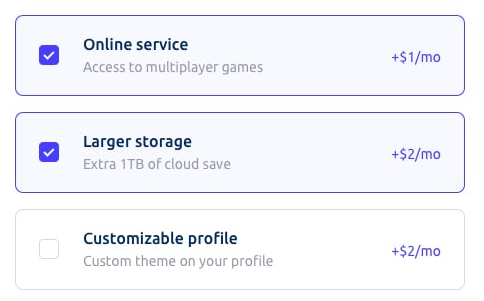 Online service
Access to multiplayer games
+$1/mo
Larger storage
Extra 1TB of cloud save
+$2/mo
Customizable profile
Custom theme on your profile
+$2/mo